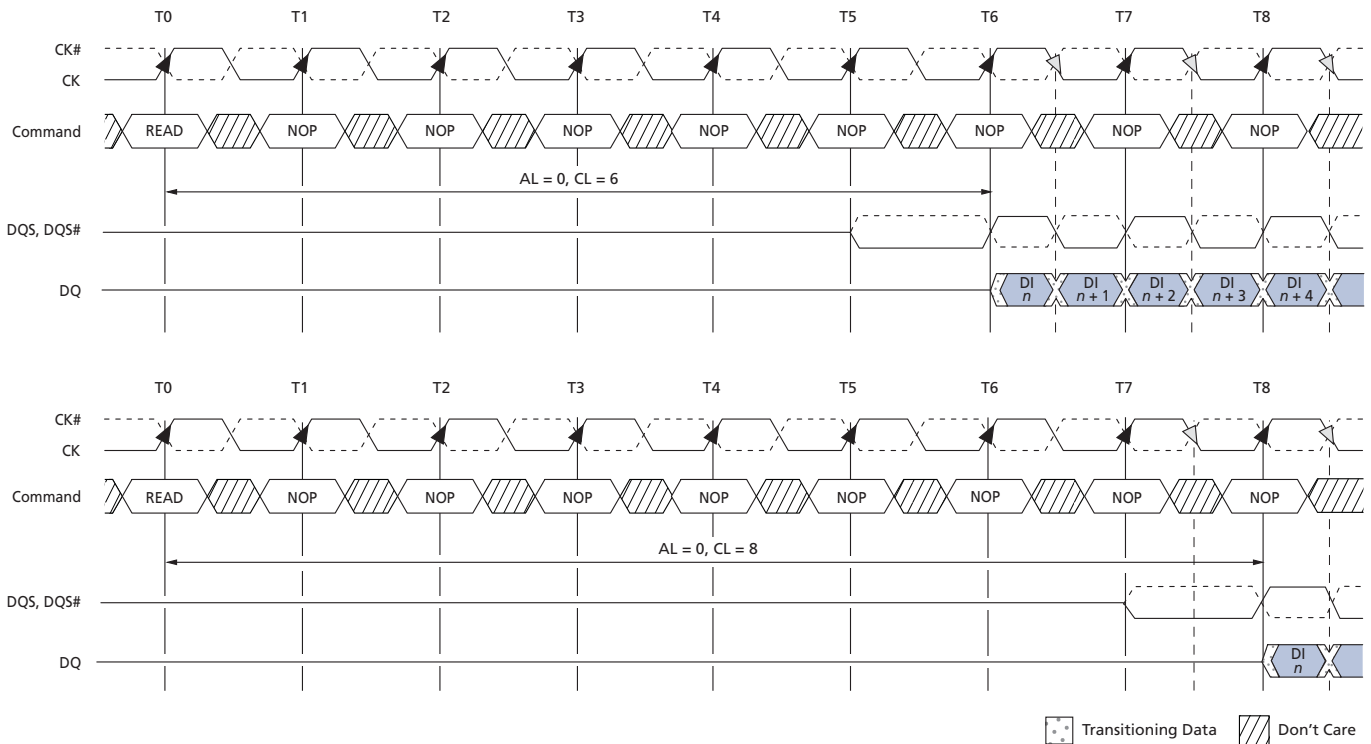 T0 T1 T2 T3 T4 T5 T6 T7 T8
CK#
CK
Command READ NOP NOP NOP NOP NOP NOP NOP NOP
AL = 0, CL = 6
DQS, DQS#
DQ DI n DI n + 1 DI n + 2 DI n + 3 DI n + 4
T0 T1 T2 T3 T4 T5 T6 T7 T8
CK#
CK
Command READ NOP NOP NOP NOP NOP NOP NOP NOP
AL = 0, CL = 8
DQS, DQS#
DQ DI n
Transitioning Data Don't Care